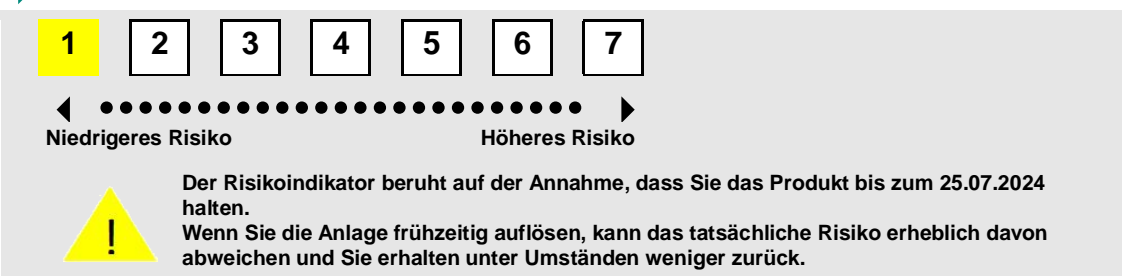 1 2 3 4 5 6 7
Niedrigeres Risiko Höheres Risiko
Der Risikoindikator beruht auf der Annahme, dass Sie das Produkt bis zum 25.07.2024
halten.
Wenn Sie die Anlage frühzeitig auflösen, kann das tatsächliche Risiko erheblich davon
abweichen und Sie erhalten unter Umständen weniger zurück.
!